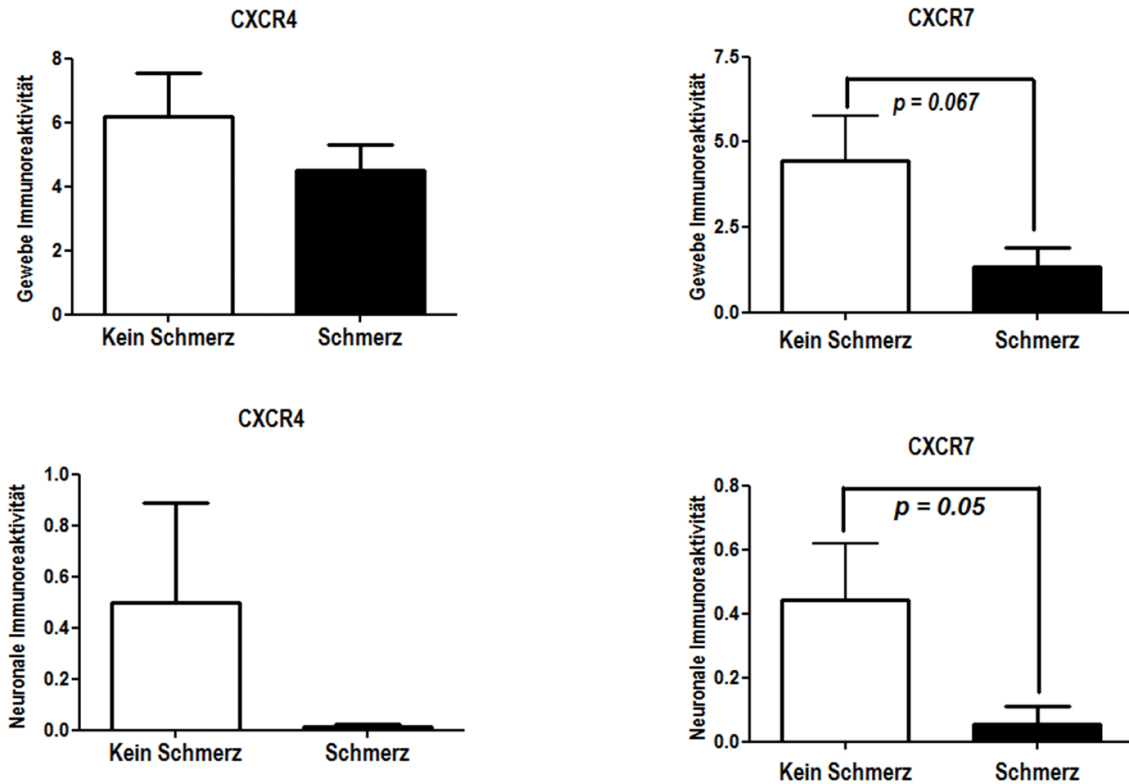 CXCR4
Gewebe Immunoreaktivität
8
6
4
2
0
Kein Schmerz
Schmerz
CXCR7
Gewebe Immunoreaktivität
7.5
5.0
2.5
0.0
p = 0.067
Kein Schmerz
Schmerz
CXCR4
Neuronale Immunoreaktivität
1.0
0.8
0.6
0.4
0.2
0.0
Kein Schmerz
Schmerz
CXCR7
Neuronale Immunoreaktivität
0.8
0.6
0.4
0.2
0.0
p = 0.05
Kein Schmerz
Schmerz